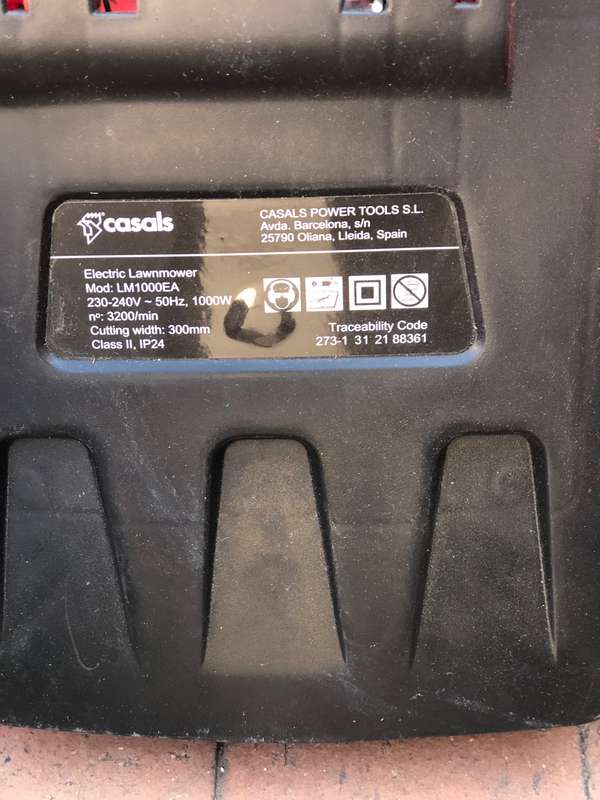 casals
CASALS POWER TOOLS S.L.
Avda. Barcelona, s/n
25790 Oliana, Lleida, Spain
Electric Lawnmower
Mod: LM1000EA
230-240V ~ 50Hz, 1000W
nº: 3200/min
Cutting width: 300mm
Class II, IP24
Traceability Code
273-1 31 21 88361